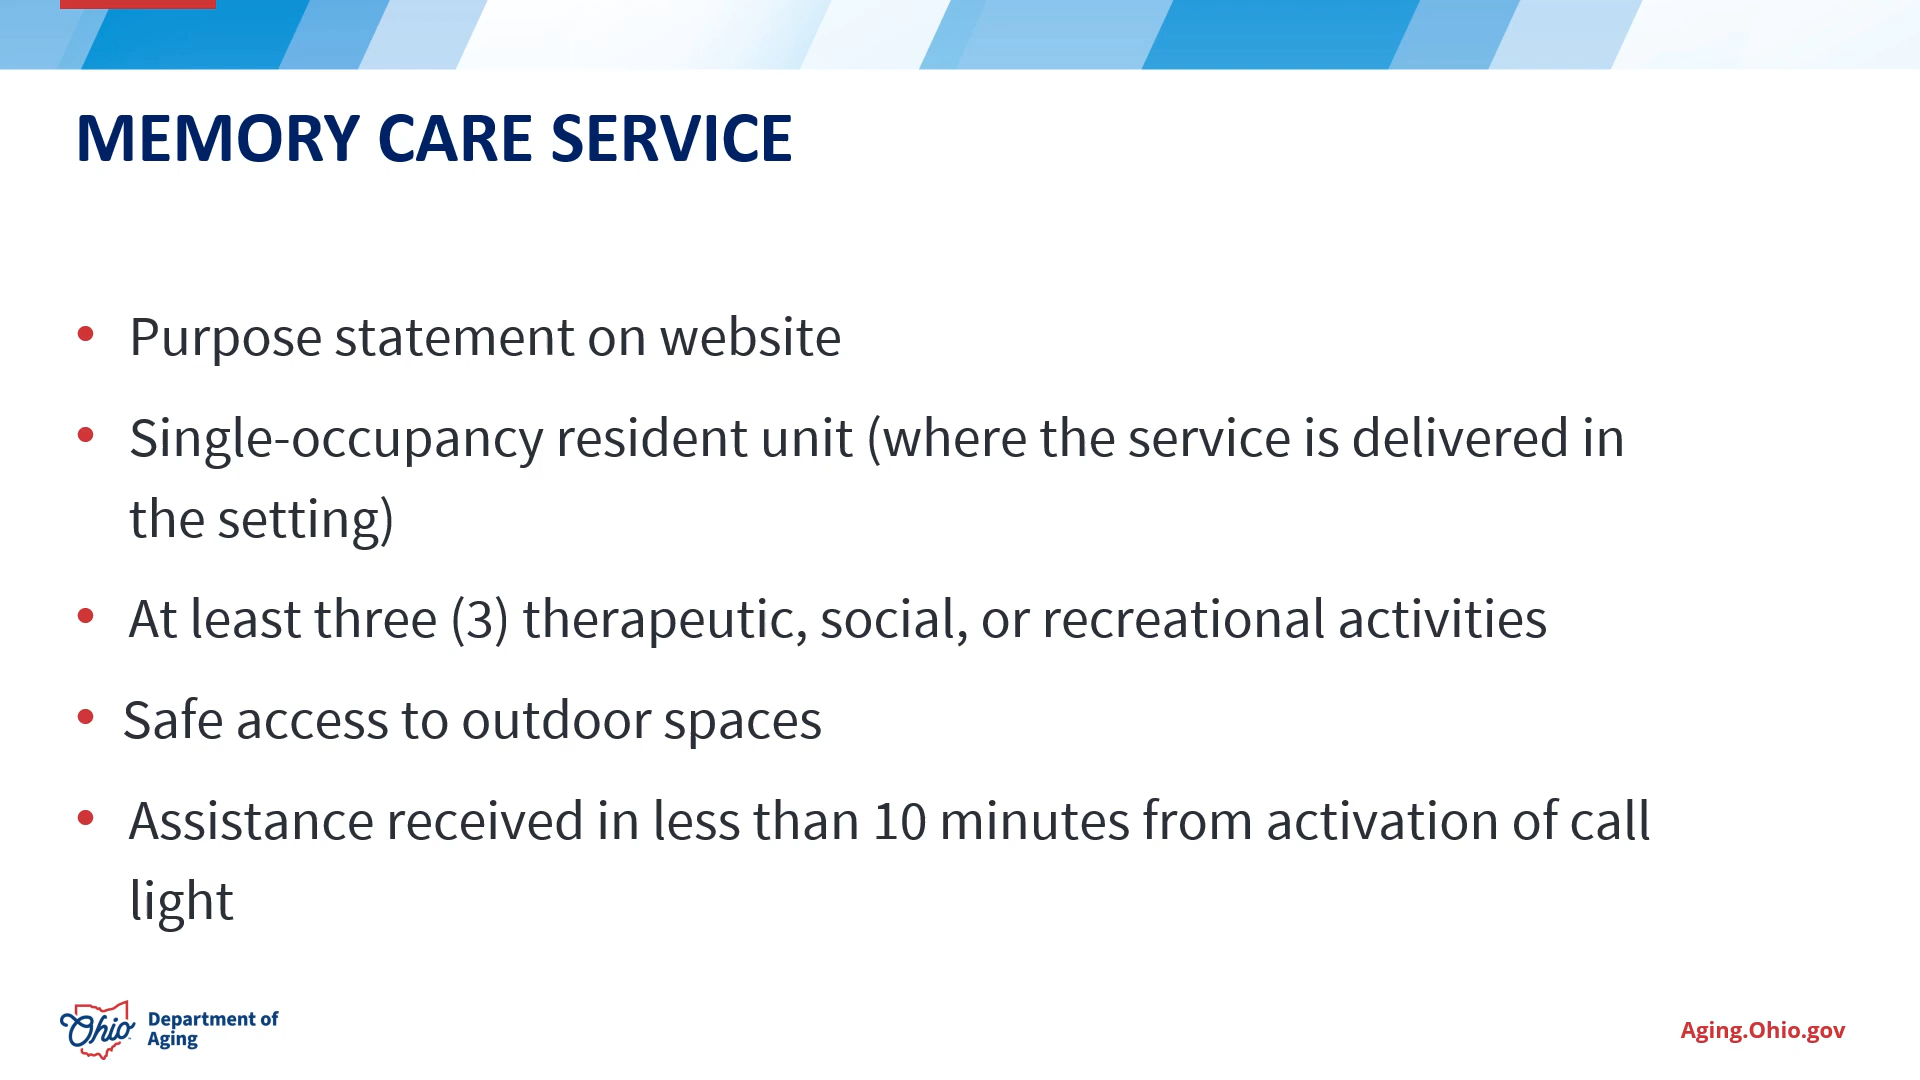 MEMORY CARE SERVICE
• Purpose statement on website
• Single-occupancy resident unit (where the service is delivered in
the setting)
• At least three (3) therapeutic, social, or recreational activities
• Safe access to outdoor spaces
• Assistance received in less than 10 minutes from activation of call
light
Ohio
Department of
Aging
Aging.Ohio.gov